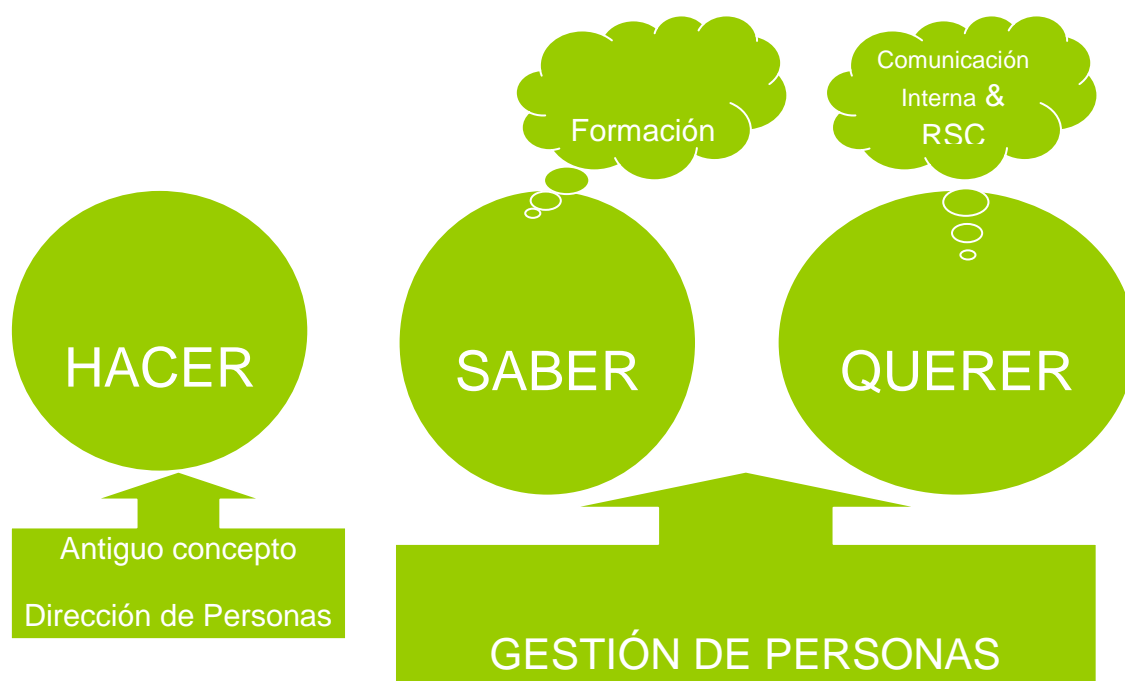 Formación
Comunicación
Interna &
RSC
HACER
SABER
QUERER
Antiguo concepto
Dirección de Personas
GESTIÓN DE PERSONAS